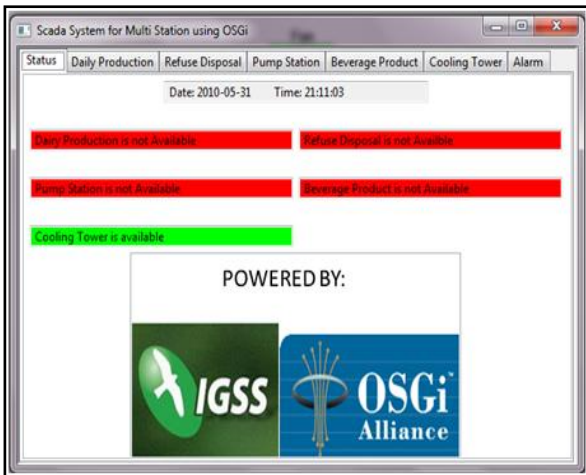 Scada System for Multi Station using OSGi
Status Daily Production Refuse Disposal Pump Station Beverage Product Cooling Tower Alarm
Date: 2010-05-31 Time: 21:11:03
Dairy Production is not Available Refuse Disposal is not Availble
Pump Station is not Available Beverage Product is not Available
Cooling Tower is available
POWERED BY:
IGSS
OSGi™
Alliance